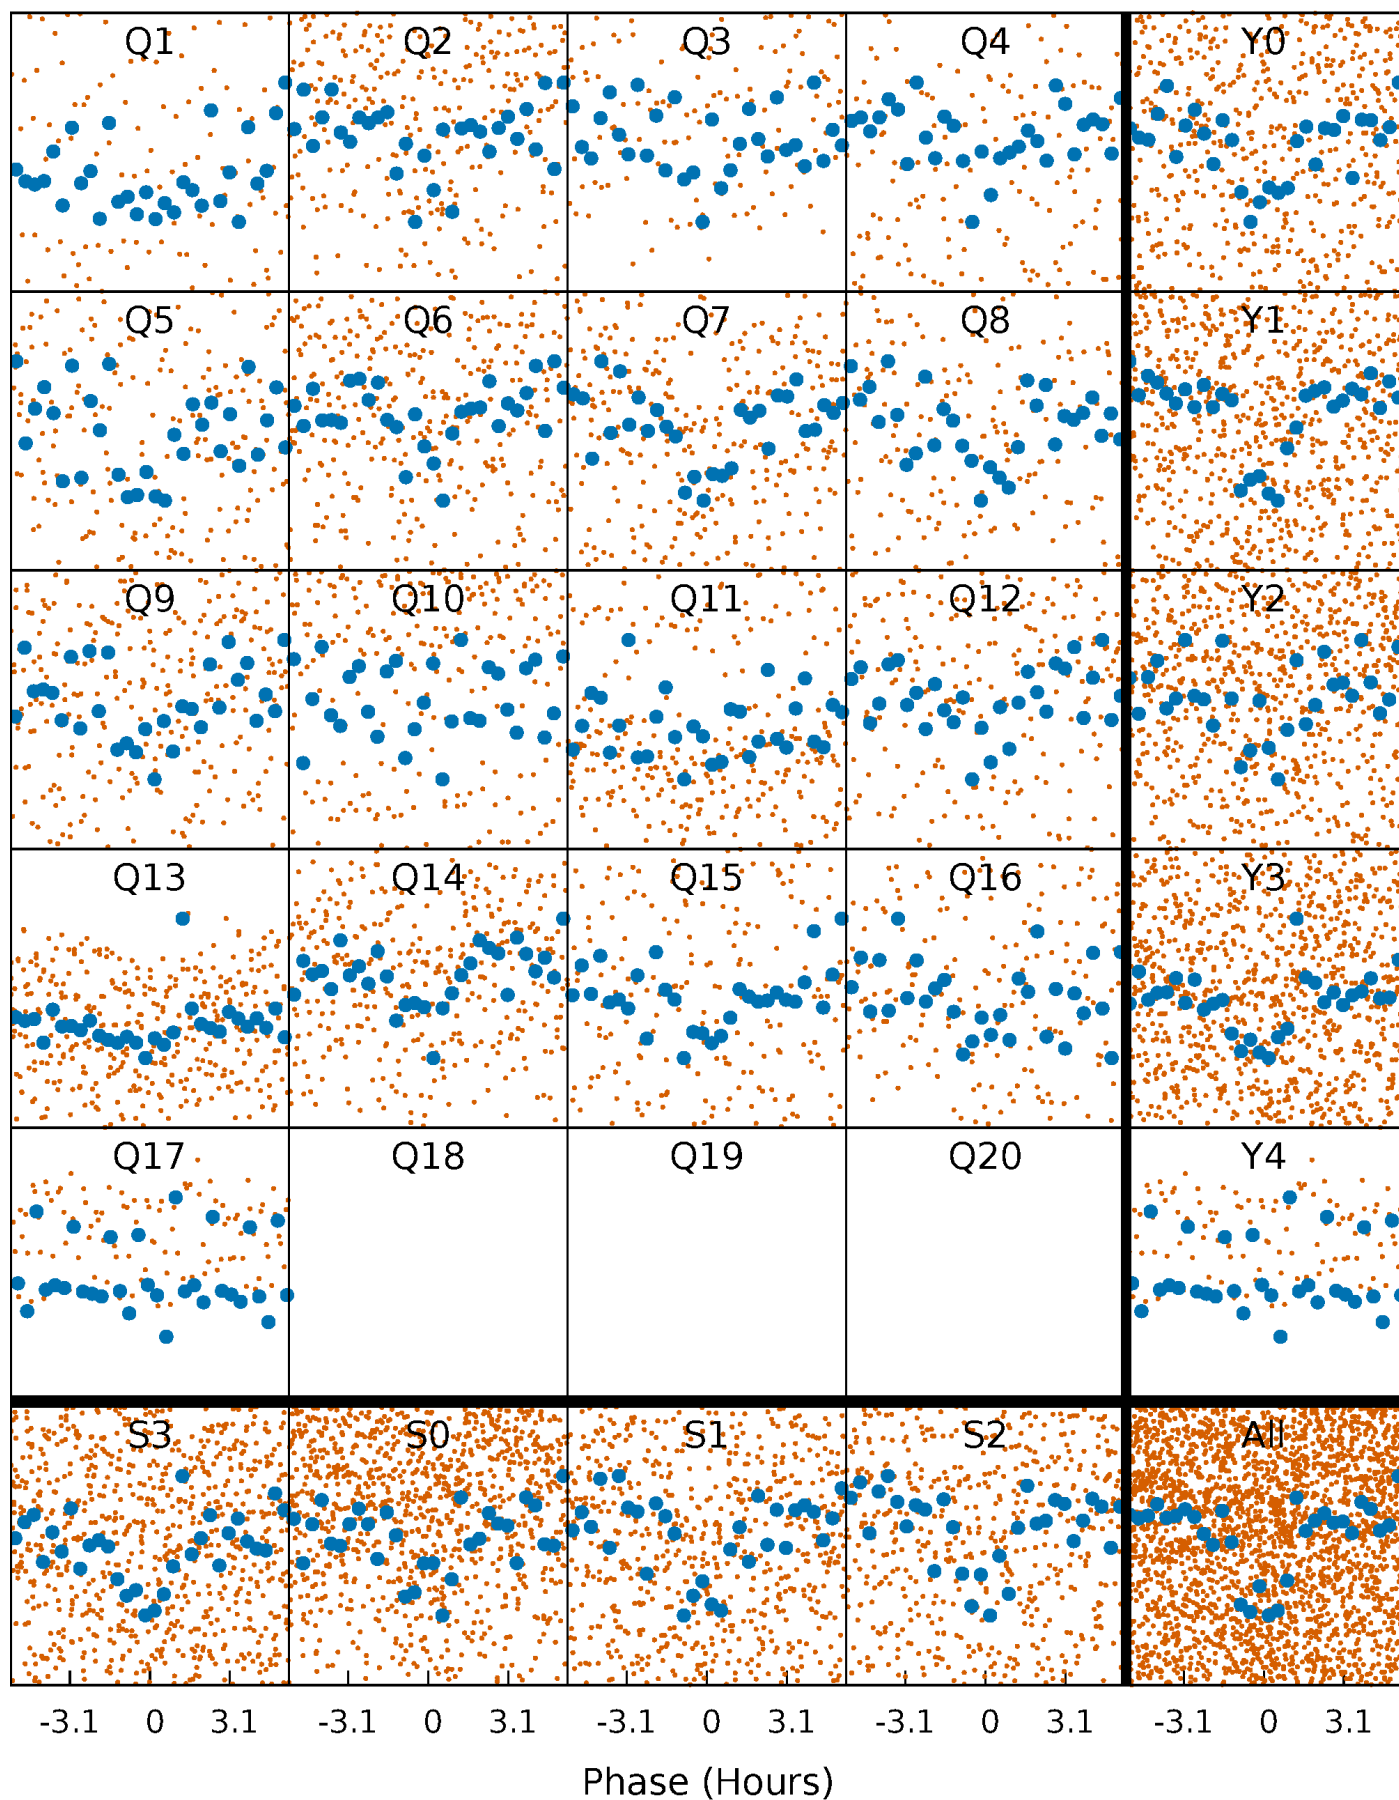 Q1 Q2 Q3 Q4 Y0
Q5 Q6 Q7 Q8 Y1
Q9 Q10 Q11 Q12 Y2
Q13 Q14 Q15 Q16 Y3
Q17 Q18 Q19 Q20 Y4
S3 S0 S1 S2 All
-3.1 0 3.1 -3.1 0 3.1 -3.1 0 3.1 -3.1 0 3.1 -3.1 0 3.1
Phase (Hours)